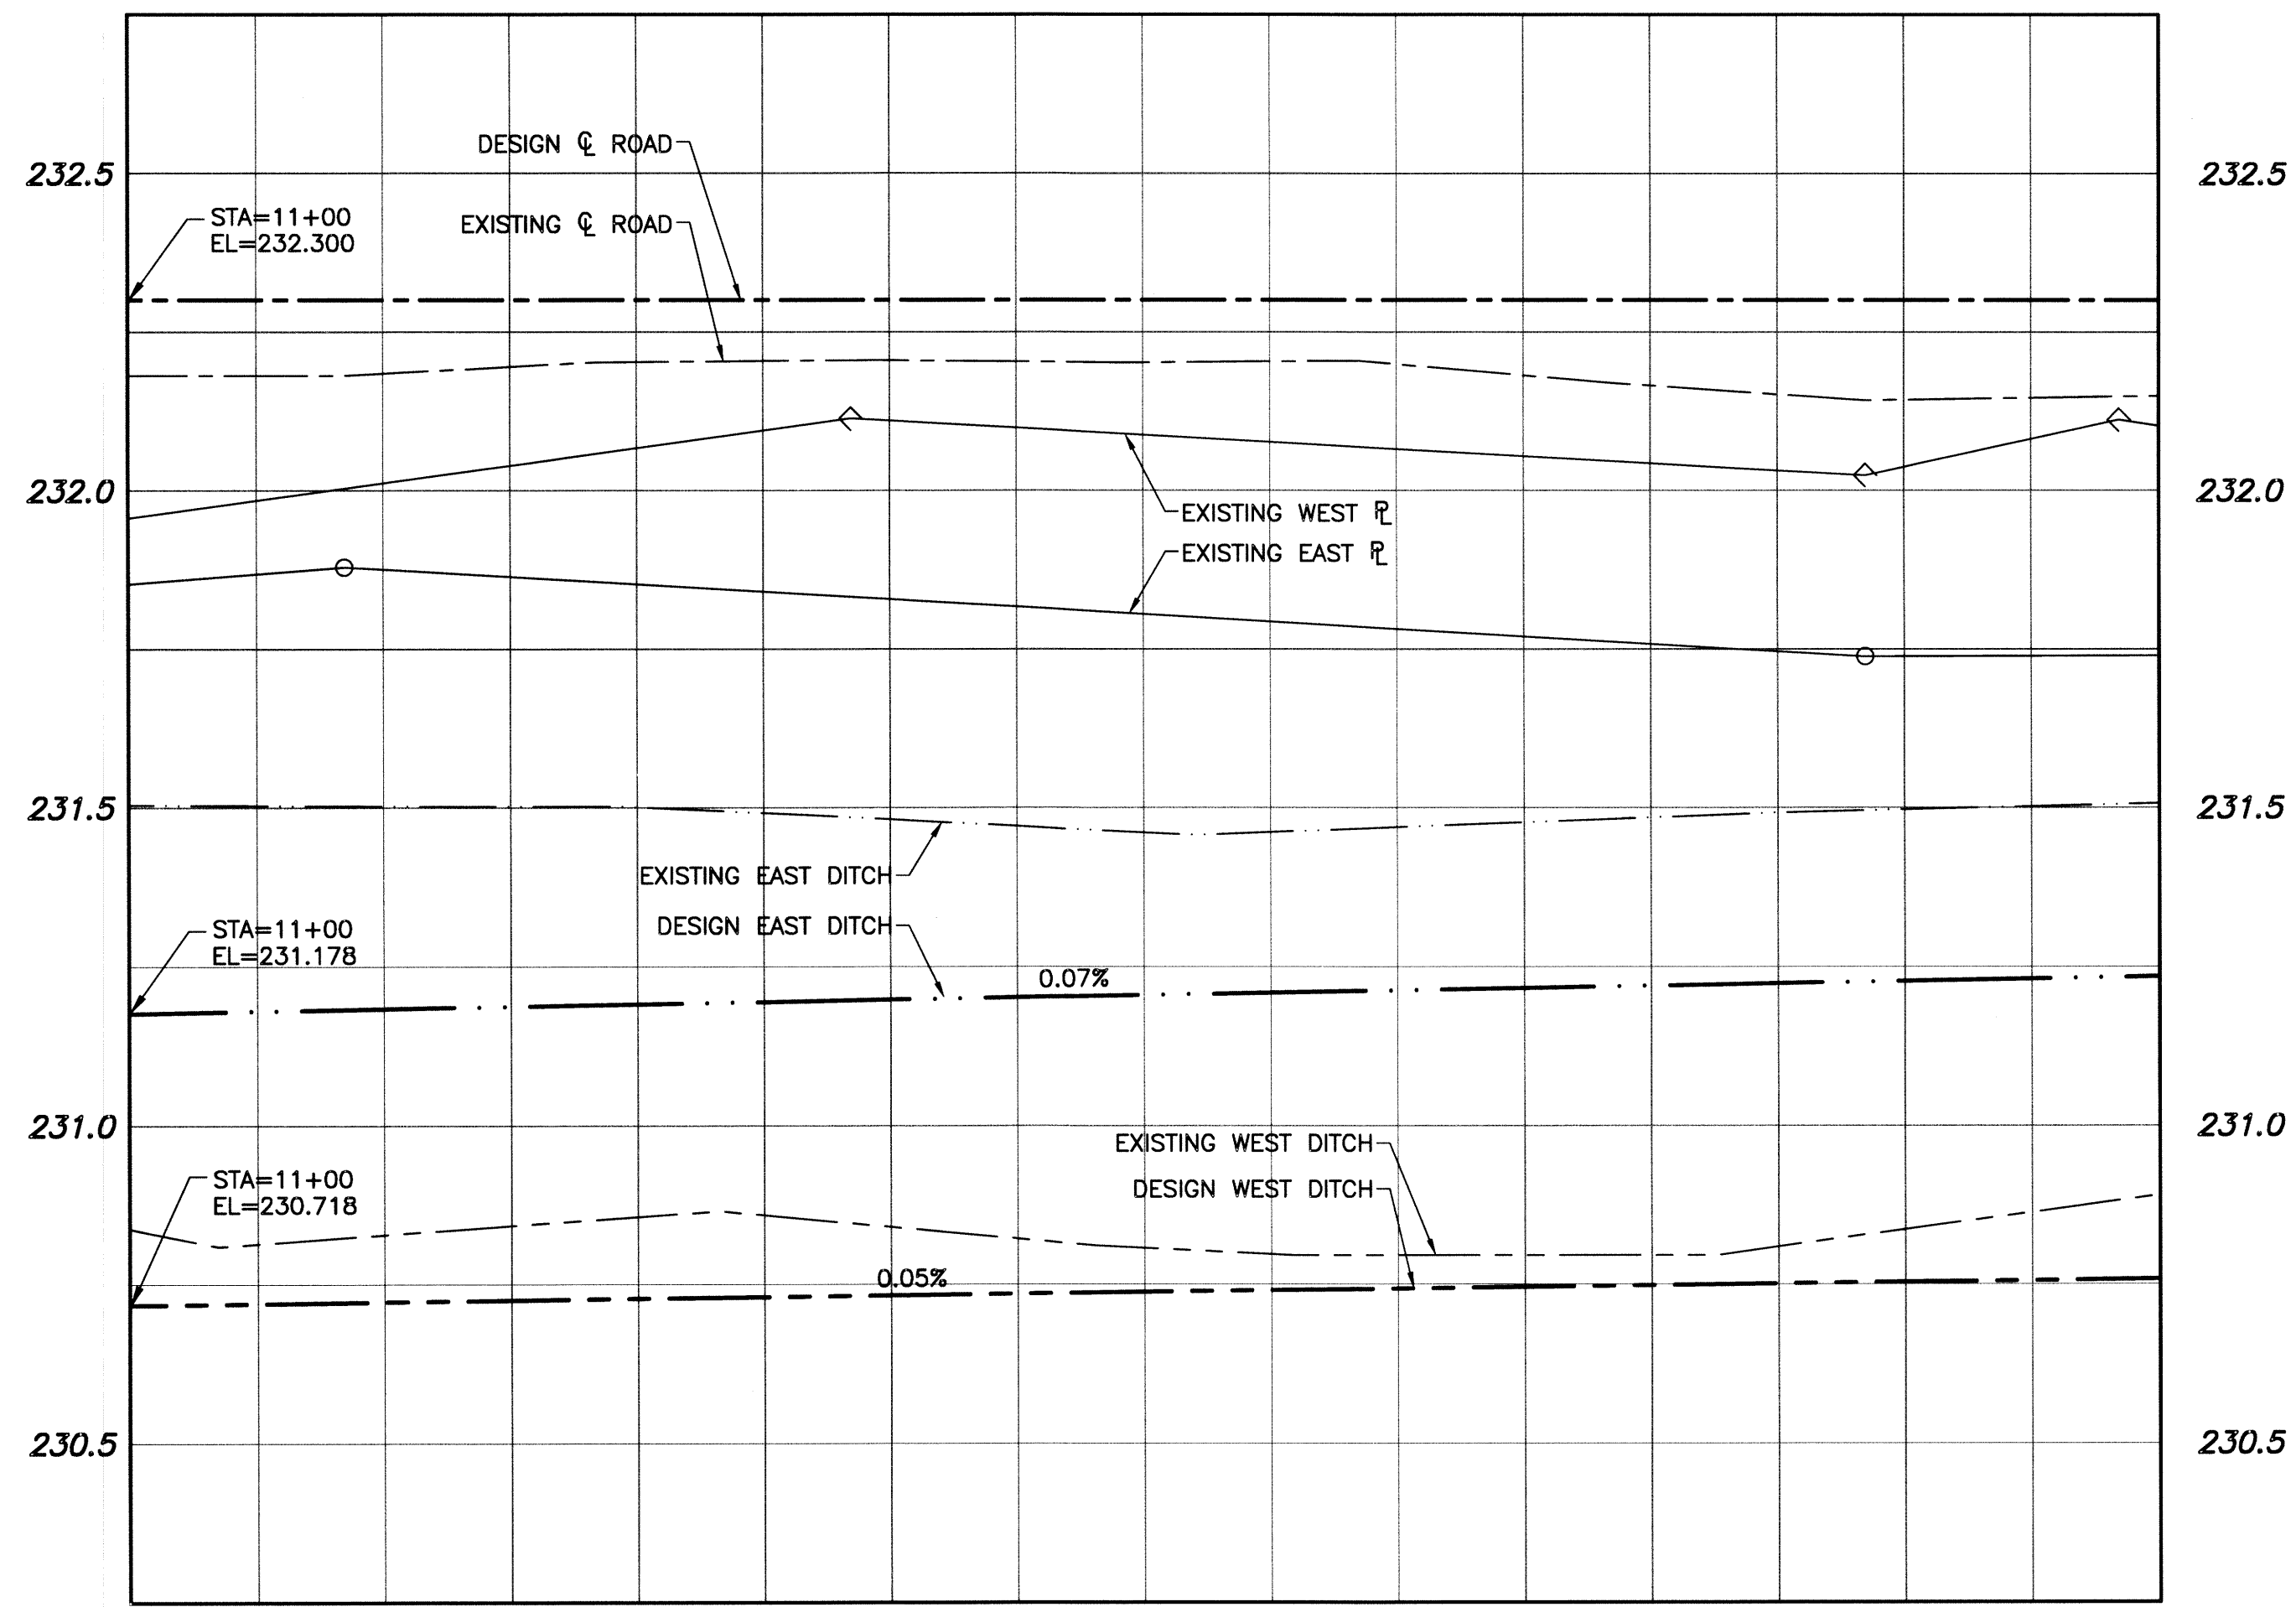 DESIGN ℄ ROAD
232.5
232.5
STA=11+00
EL=232.300
EXISTING ℄ ROAD
232.0
232.0
EXISTING WEST ⅊
EXISTING EAST ⅊
231.5
231.5
EXISTING EAST DITCH
DESIGN EAST DITCH
STA=11+00
EL=231.178
0.07%
231.0
231.0
EXISTING WEST DITCH
DESIGN WEST DITCH
STA=11+00
EL=230.718
0.05%
230.5
230.5